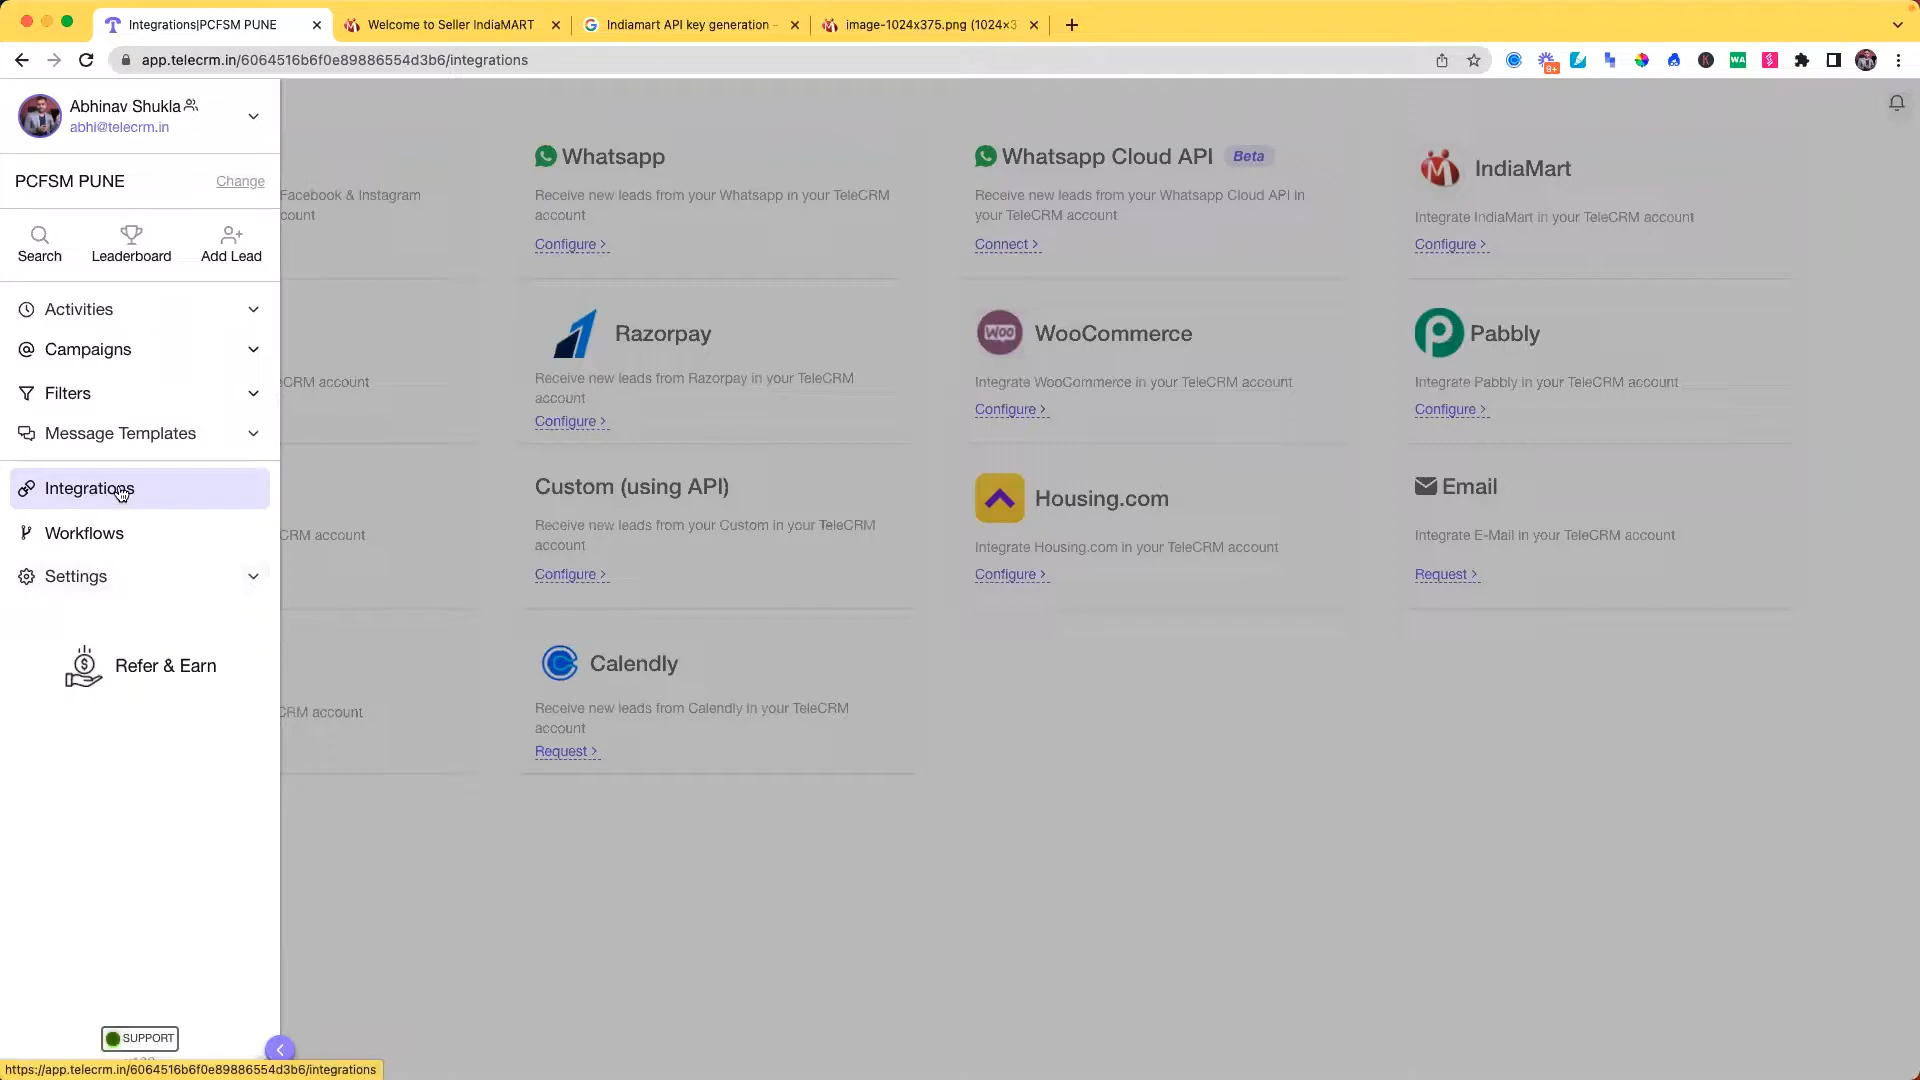 Integrations|PCFSM PUNE
Welcome to Seller IndiaMART
Indiamart API key generation -
image-1024x375.png (1024×3
app.telecrm.in/6064516b6f0e89886554d3b6/integrations
9+
WA
Abhinav Shukla
abhi@telecrm.in
PCFSM PUNE
Change
Search
Leaderboard
Add Lead
Activities
Campaigns
Filters
Message Templates
Integrations
Workflows
Settings
Refer & Earn
SUPPORT
https://app.telecrm.in/6064516b6f0e89886554d3b6/integrations
Facebook & Instagram
count
CRM account
CRM account
CRM account
Whatsapp
Receive new leads from your Whatsapp in your TeleCRM
account
Configure >
Whatsapp Cloud API Beta
Receive new leads from your Whatsapp Cloud API in
your TeleCRM account
Connect >
IndiaMart
Integrate IndiaMart in your TeleCRM account
Configure >
Razorpay
Receive new leads from Razorpay in your TeleCRM
account
Configure >
WOO
WooCommerce
Integrate WooCommerce in your TeleCRM account
Configure >
Pabbly
Integrate Pabbly in your TeleCRM account
Configure >
Custom (using API)
Receive new leads from your Custom in your TeleCRM
account
Configure >
Housing.com
Integrate Housing.com in your TeleCRM account
Configure >
Email
Integrate E-Mail in your TeleCRM account
Request >
Calendly
Receive new leads from Calendly in your TeleCRM
account
Request >